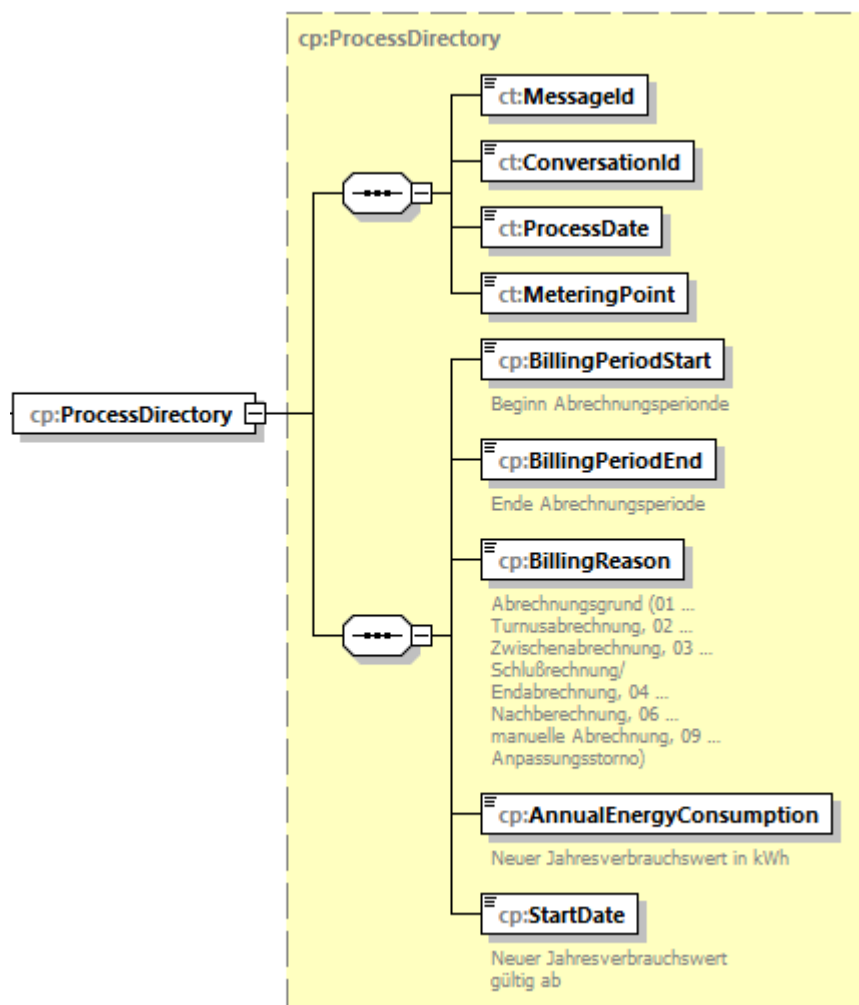 cp:ProcessDirectory
ct:MessageId
ct:ConversationId
ct:ProcessDate
ct:MeteringPoint
cp:BillingPeriodStart
Beginn Abrechnungsperionde
cp:ProcessDirectory
cp:BillingPeriodEnd
Ende Abrechnungsperiode
cp:BillingReason
Abrechnungsgrund (01 ...
Turnusabrechnung, 02 ...
Zwischenabrechnung, 03 ...
Schlußrechnung/
Endabrechnung, 04 ...
Nachberechnung, 06 ...
manuelle Abrechnung, 09 ...
Anpassungsstorno)
cp:AnnualEnergyConsumption
Neuer Jahresverbrauchswert in kWh
cp:StartDate
Neuer Jahresverbrauchswert
gültig ab